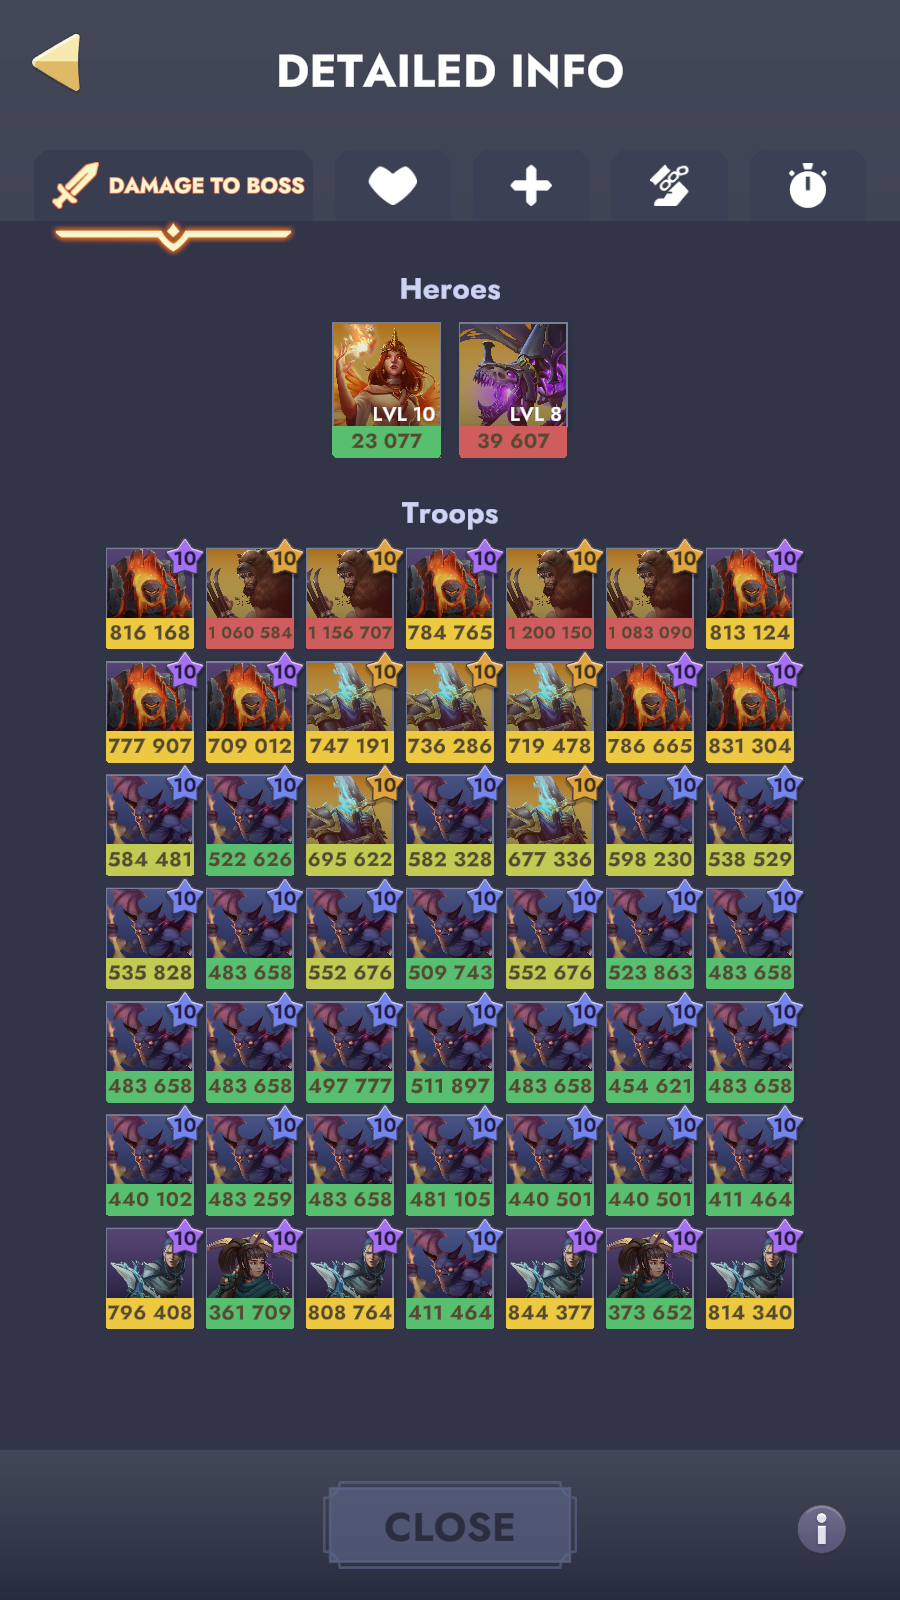 DETAILED INFO
DAMAGE TO BOSS
Heroes
LVL 10 LVL 8
23 077 39 607
Troops
10 10 10 10 10 10 10
816 168 1 060 584 1 156 707 784 765 1 200 150 1 083 090 813 124
10 10 10 10 10 10 10
777 907 709 012 747 191 736 286 719 478 786 665 831 304
10 10 10 10 10 10 10
584 481 522 626 695 622 582 328 677 336 598 230 538 529
10 10 10 10 10 10 10
535 828 483 658 552 676 509 743 552 676 523 863 483 658
10 10 10 10 10 10 10
483 658 483 658 497 777 511 897 483 658 454 621 483 658
10 10 10 10 10 10 10
440 102 483 259 483 658 481 105 440 501 440 501 411 464
10 10 10 10 10 10 10
796 408 361 709 808 764 411 464 844 377 373 652 814 340
CLOSE